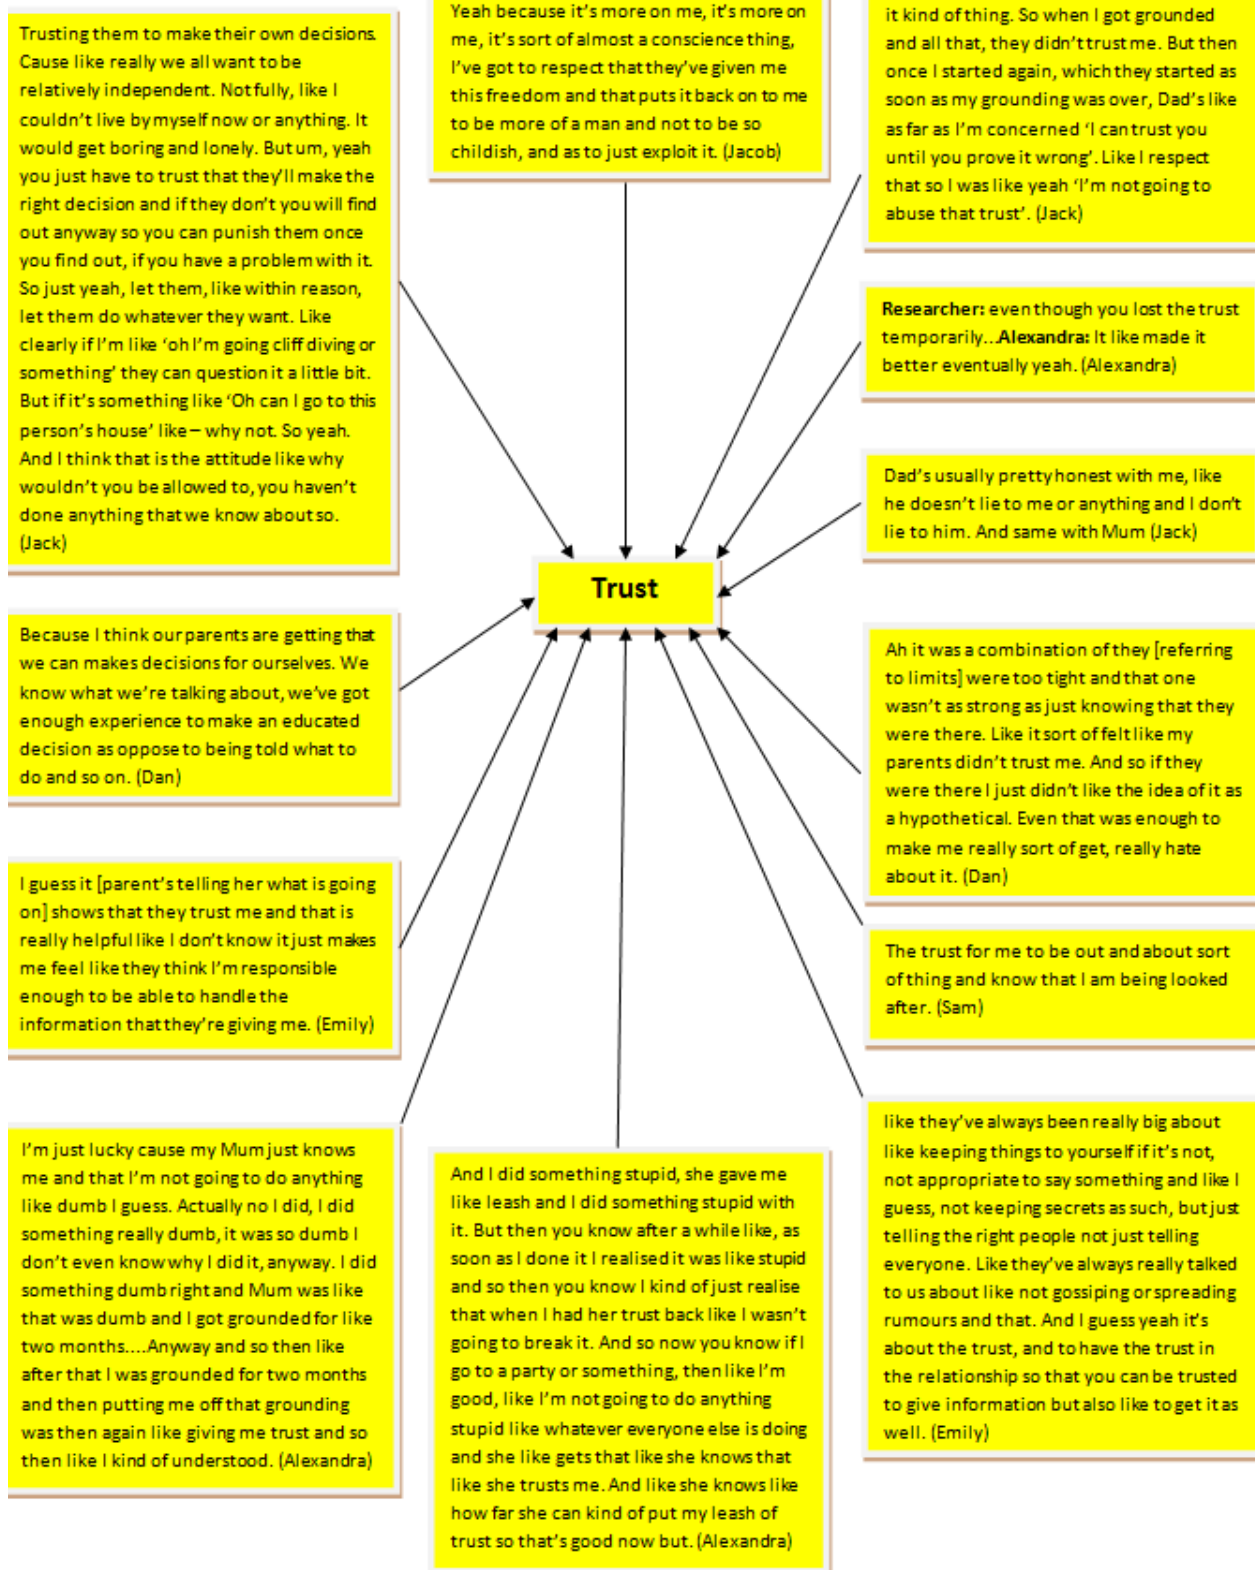 Trusting them to make their own decisions.
Cause like really we all want to be
relatively independent. Not fully, like I
couldn't live by myself now or anything. It
would get boring and lonely. But um, yeah
you just have to trust that they'll make the
right decision and if they don't you will find
out anyway so you can punish them once
you find out, if you have a problem with it.
So just yeah, let them, like within reason,
let them do whatever they want. Like
clearly if I'm like 'oh I'm going cliff diving or
something' they can question it a little bit.
But if it's something like 'Oh can I go to this
person's house' like – why not. So yeah.
And I think that is the attitude like why
wouldn't you be allowed to, you haven't
done anything that we know about so.
(Jack)
Yeah because it's more on me, it's more on
me, it's sort of almost a conscience thing,
I've got to respect that they've given me
this freedom and that puts it back on to me
to be more of a man and not to be so
childish, and as to just exploit it. (Jacob)
it kind of thing. So when I got grounded
and all that, they didn't trust me. But then
once I started again, which they started as
soon as my grounding was over, Dad's like
as far as I'm concerned 'I can trust you
until you prove it wrong'. Like I respect
that so I was like yeah 'I'm not going to
abuse that trust'. (Jack)
Researcher: even though you lost the trust
temporarily...Alexandra: It like made it
better eventually yeah. (Alexandra)
Dad's usually pretty honest with me, like
he doesn't lie to me or anything and I don't
lie to him. And same with Mum (Jack)
Trust
Because I think our parents are getting that
we can makes decisions for ourselves. We
know what we're talking about, we've got
enough experience to make an educated
decision as oppose to being told what to
do and so on. (Dan)
Ah it was a combination of they [referring
to limits] were too tight and that one
wasn't as strong as just knowing that they
were there. Like it sort of felt like my
parents didn't trust me. And so if they
were there I just didn't like the idea of it as
a hypothetical. Even that was enough to
make me really sort of get, really hate
about it. (Dan)
I guess it [parent's telling her what is going
on] shows that they trust me and that is
really helpful like I don't know it just makes
me feel like they think I'm responsible
enough to be able to handle the
information that they're giving me. (Emily)
The trust for me to be out and about sort
of thing and know that I am being looked
after. (Sam)
I'm just lucky cause my Mum just knows
me and that I'm not going to do anything
like dumb I guess. Actually no I did, I did
something really dumb, it was so dumb I
don't even know why I did it, anyway. I did
something dumb right and Mum was like
that was dumb and I got grounded for like
two months....Anyway and so then like
after that I was grounded for two months
and then putting me off that grounding
was then again like giving me trust and so
then like I kind of understood. (Alexandra)
And I did something stupid, she gave me
like leash and I did something stupid with
it. But then you know after a while like, as
soon as I done it I realised it was like stupid
and so then you know I kind of just realise
that when I had her trust back like I wasn't
going to break it. And so now you know if I
go to a party or something, then like I'm
good, like I'm not going to do anything
stupid like whatever everyone else is doing
and she like gets that like she knows that
like she trusts me. And like she knows like
how far she can kind of put my leash of
trust so that's good now but. (Alexandra)
like they've always been really big about
like keeping things to yourself if it's not,
not appropriate to say something and like I
guess, not keeping secrets as such, but just
telling the right people not just telling
everyone. Like they've always really talked
to us about like not gossiping or spreading
rumours and that. And I guess yeah it's
about the trust, and to have the trust in
the relationship so that you can be trusted
to give information but also like to get it as
well. (Emily)